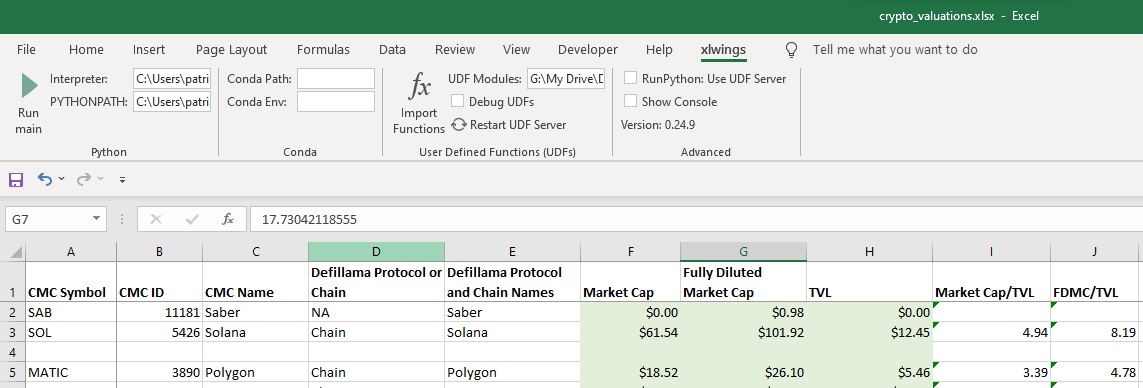 crypto_valuations.xlsx - Excel
File Home Insert Page Layout Formulas Data Review View Developer Help xlwings Tell me what you want to do
Interpreter: C:\Users\patri Conda Path: UDF Modules: G:\My Drive\D RunPython: Use UDF Server
PYTHONPATH: C:\Users\patri Conda Env: Debug UDFs Show Console
Run main
fx Import Functions
Restart UDF Server Version: 0.24.9
Python Conda User Defined Functions (UDFs) Advanced
G7 fx 17.73042118555
A B C D E F G H I J
1 CMC Symbol CMC ID CMC Name Defillama Protocol or Chain Defillama Protocol and Chain Names Market Cap Fully Diluted Market Cap TVL Market Cap/TVL FDMC/TVL
2 SAB 11181 Saber NA Saber $0.00 $0.98 $0.00
3 SOL 5426 Solana Chain Solana $61.54 $101.92 $12.45 4.94 8.19
4
5 MATIC 3890 Polygon Chain Polygon $18.52 $26.10 $5.46 3.39 4.78